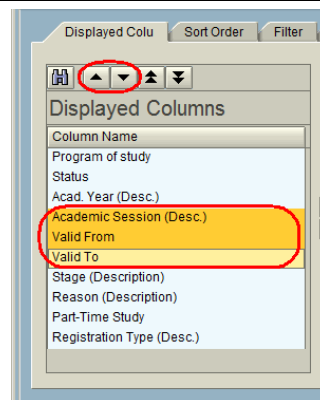 Displayed Colu Sort Order Filter
Displayed Columns
Column Name
Program of study
Status
Acad. Year (Desc.)
Academic Session (Desc.)
Valid From
Valid To
Stage (Description)
Reason (Description)
Part-Time Study
Registration Type (Desc.)